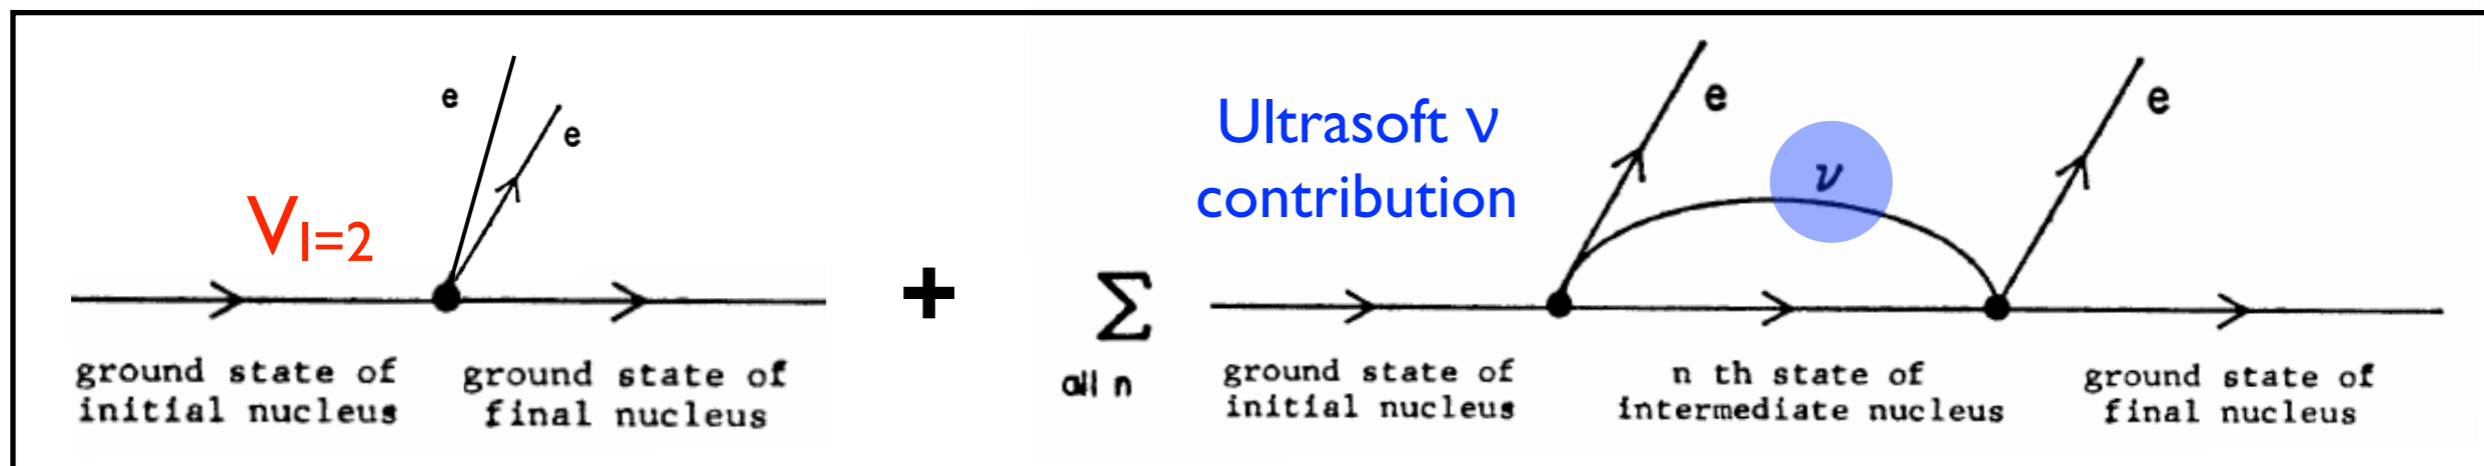 e
e
V I=2
ground state of
initial nucleus
ground state of
final nucleus
+
Σ
all n
Ultrasoft ν
contribution
e
ν
e
ground state of
initial nucleus
n th state of
intermediate nucleus
ground state of
final nucleus